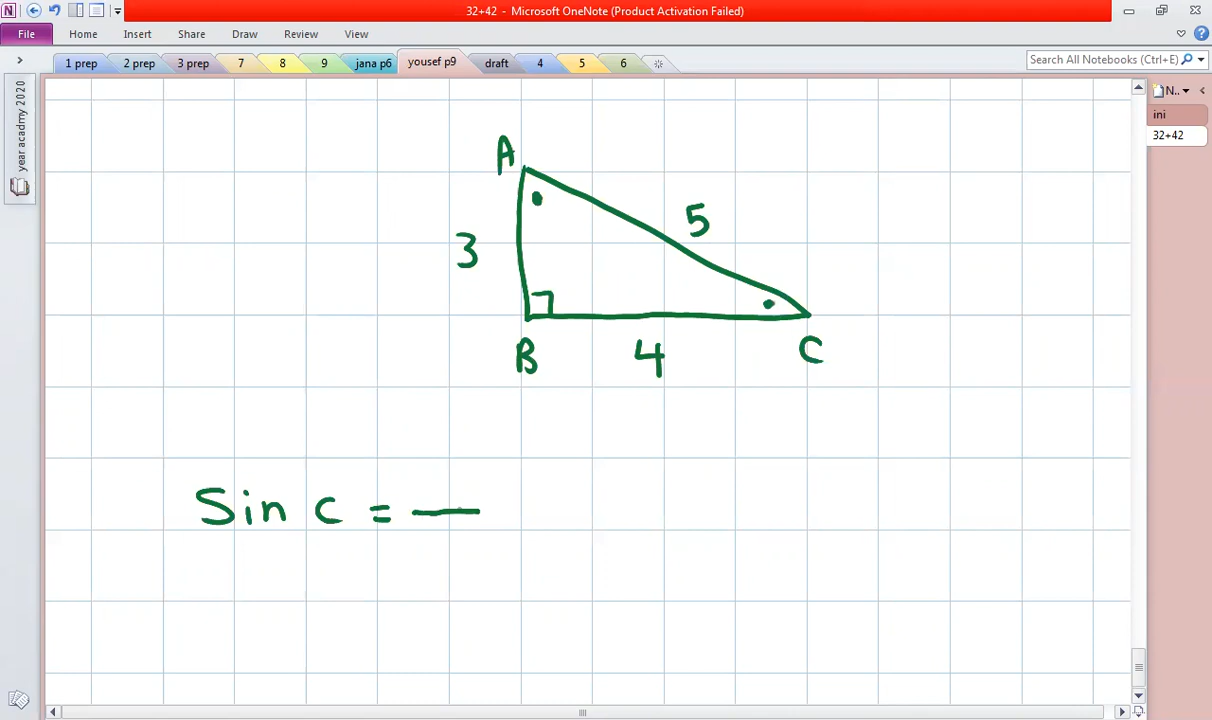 32+42 - Microsoft OneNote (Product Activation Failed)
File Home Insert Share Draw Review View
1 prep 2 prep 3 prep 7 8 9 jana p6 yousef p9 draft 4 5 6
Search All Notebooks (Ctrl+E)
N..
ini
32+42
year acadmy 2020
A
5
3
B 4 C
Sin c = —